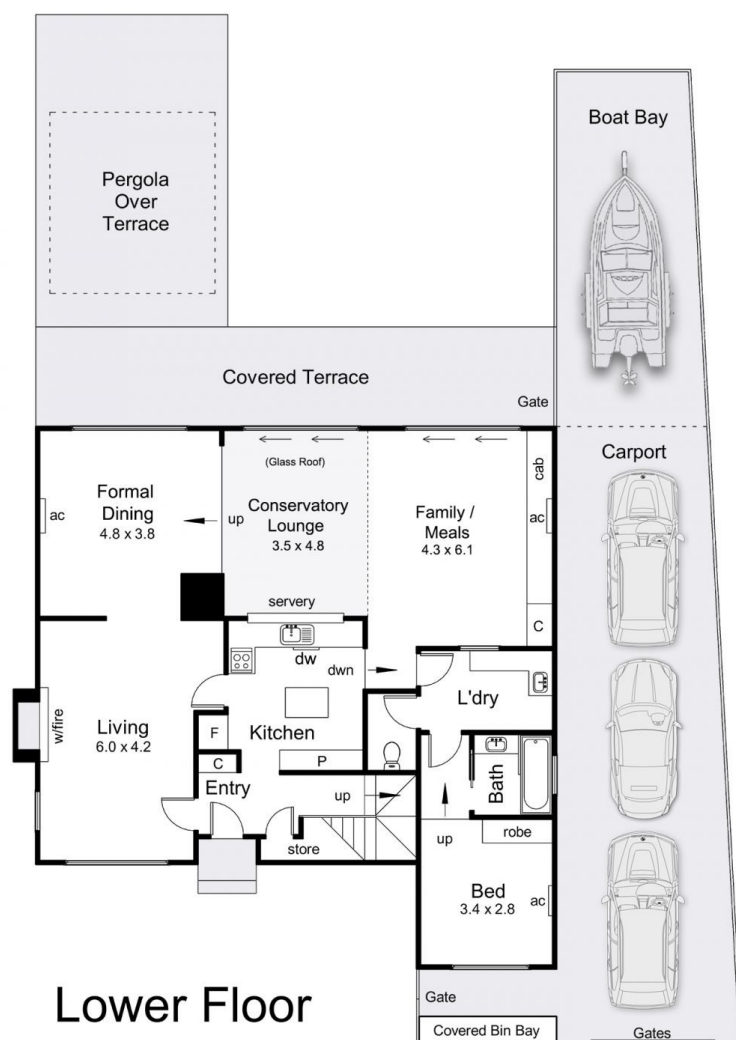 Boat Bay
Pergola
Over
Terrace
Covered Terrace
Gate
Carport
(Glass Roof)
cab
Formal
Dining
4.8 x 3.8
ac
up
Conservatory
Lounge
3.5 x 4.8
Family /
Meals
4.3 x 6.1
ac
servery
C
dw
dwn
L'dry
w/fire
Living
6.0 x 4.2
F
Kitchen
P
C
Entry
Bath
up
store
up
robe
Bed
3.4 x 2.8
ac
Lower Floor
Gate
Covered Bin Bay
Gates